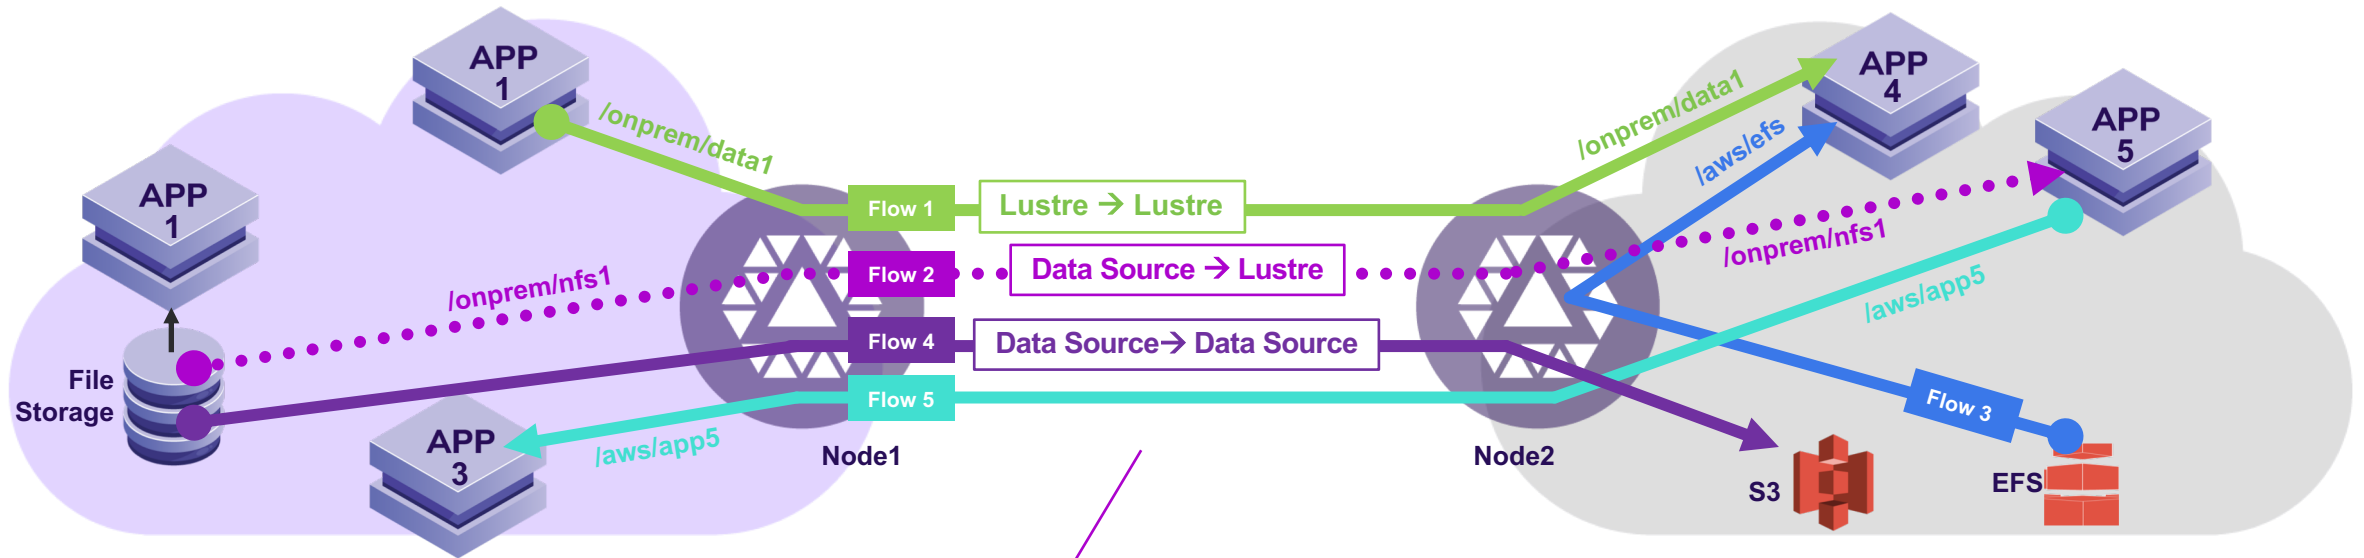 APP
1
APP
1
/onprem/data1
/onprem/nfs1
File
Storage
APP
3
/aws/app5
Node1
Flow 1
Lustre → Lustre
Flow 2
Data Source → Lustre
Flow 4
Data Source→ Data Source
Flow 5
Node2
/onprem/data1
/aws/efs
APP
4
APP
5
/onprem/nfs1
/aws/app5
Flow 3
S3
EFS